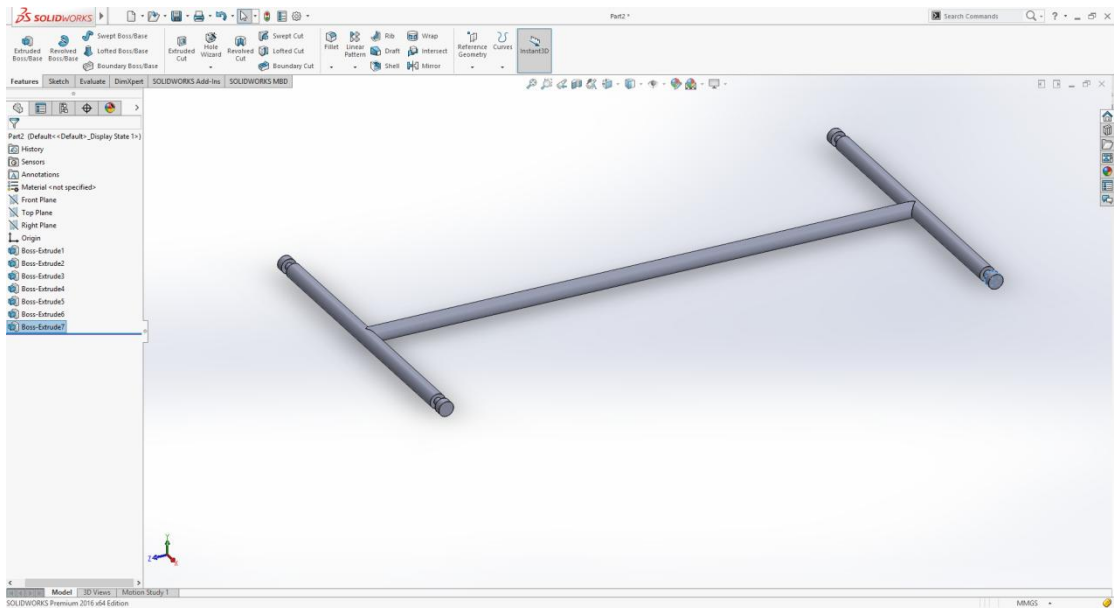 SOLIDWORKS
Part2 *
Search Commands
Extruded Boss/Base
Revolved Boss/Base
Swept Boss/Base
Lofted Boss/Base
Boundary Boss/Base
Extruded Cut
Hole Wizard
Revolved Cut
Swept Cut
Lofted Cut
Boundary Cut
Fillet
Linear Pattern
Rib
Draft
Shell
Wrap
Intersect
Mirror
Reference Geometry
Curves
Instant3D
Features
Sketch
Evaluate
DimXpert
SOLIDWORKS Add-Ins
SOLIDWORKS MBD
Part2 (Default<<Default>_Display State 1>)
History
Sensors
Annotations
Material <not specified>
Front Plane
Top Plane
Right Plane
Origin
Boss-Extrude1
Boss-Extrude2
Boss-Extrude3
Boss-Extrude4
Boss-Extrude5
Boss-Extrude6
Boss-Extrude7
Y
Z
X
Model
3D Views
Motion Study 1
SOLIDWORKS Premium 2016 x64 Edition
MMGS